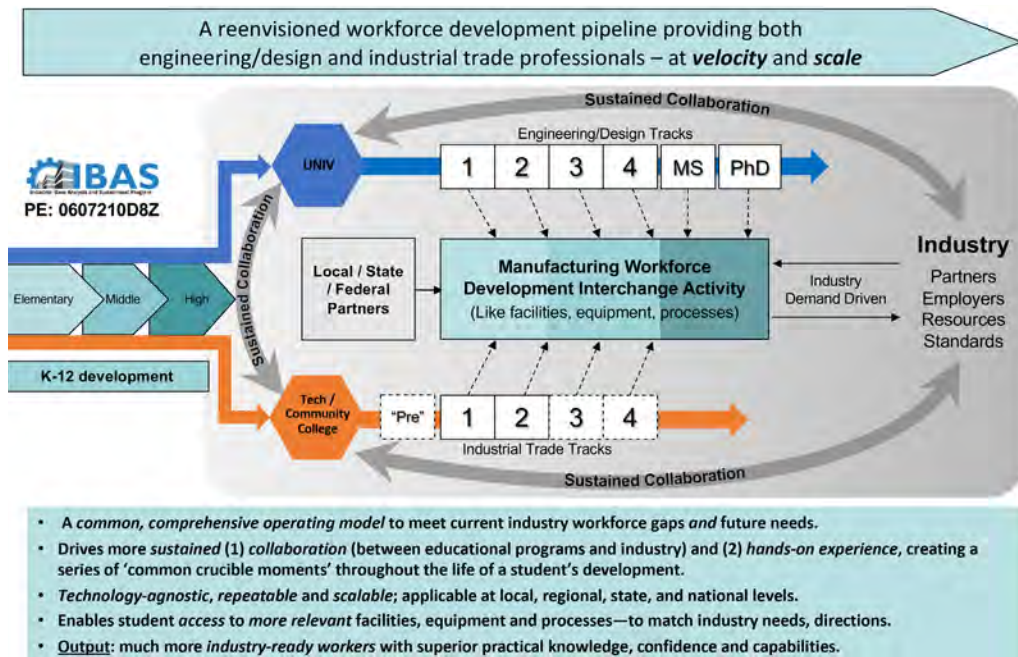 A reenvisioned workforce development pipeline providing both
engineering/design and industrial trade professionals – at velocity and scale
Sustained Collaboration
Engineering/Design Tracks
UNIV
1 2 3 4 MS PhD
IBAS
Industrial Base Analysis and Sustainment Program
PE: 0607210D8Z
Sustained Collaboration
Elementary Middle High
K-12 development
Local / State
/ Federal
Partners
Manufacturing Workforce
Development Interchange Activity
(Like facilities, equipment, processes)
Industry
Demand Driven
Industry
Partners
Employers
Resources
Standards
Tech /
Community
College
"Pre" 1 2 3 4
Industrial Trade Tracks
Sustained Collaboration
• A common, comprehensive operating model to meet current industry workforce gaps and future needs.
• Drives more sustained (1) collaboration (between educational programs and industry) and (2) hands-on experience, creating a
series of ‘common crucible moments’ throughout the life of a student’s development.
• Technology-agnostic, repeatable and scalable; applicable at local, regional, state, and national levels.
• Enables student access to more relevant facilities, equipment and processes—to match industry needs, directions.
• Output: much more industry-ready workers with superior practical knowledge, confidence and capabilities.